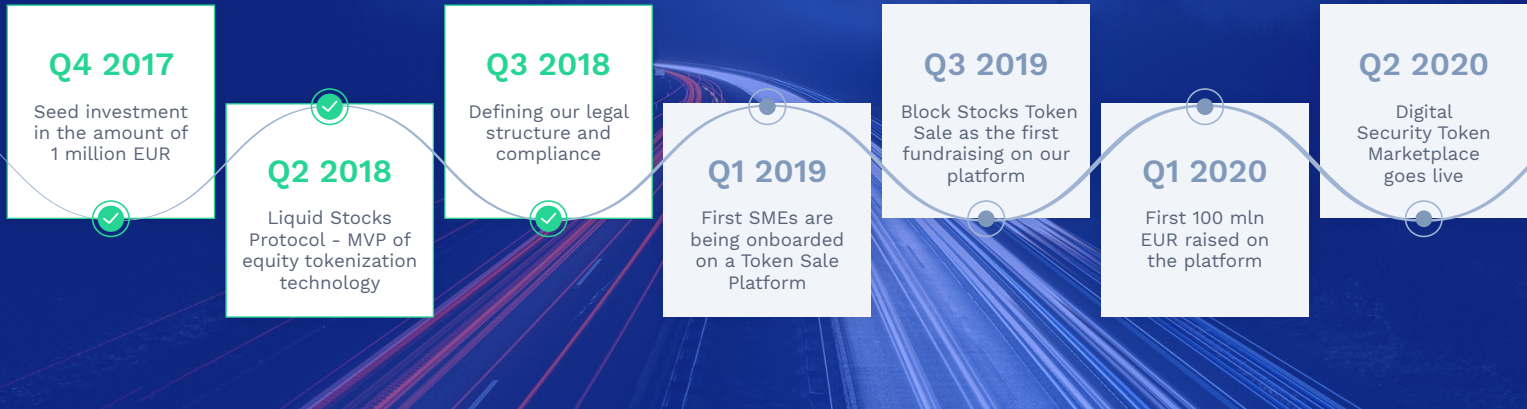 Q4 2017
Seed investment
in the amount of
1 million EUR
Q2 2018
Liquid Stocks
Protocol - MVP of
equity tokenization
technology
Q3 2018
Defining our legal
structure and
compliance
Q1 2019
First SMEs are
being onboarded
on a Token Sale
Platform
Q3 2019
Block Stocks Token
Sale as the first
fundraising on our
platform
Q1 2020
First 100 mln
EUR raised on
the platform
Q2 2020
Digital
Security Token
Marketplace
goes live